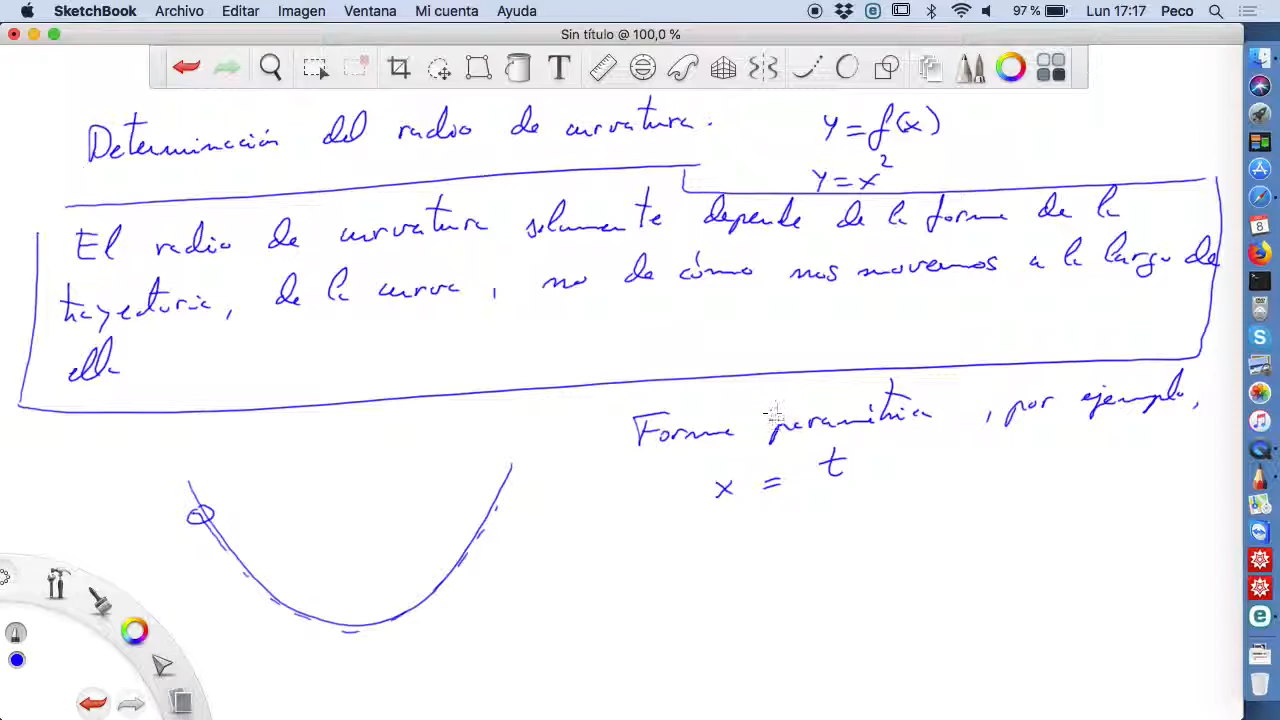 SketchBook Archivo Editar Imagen Ventana Mi cuenta Ayuda 97 % Lun 17:17 Peco
Sin título @ 100,0 %
Determinación del radio de curvatura. y = f(x)
y = x²
El radio de curvatura solamente depende de la forma de la
trayectoria, de la curva, no de cómo nos movemos a lo largo de
ella
Forma paramétrica, por ejemplo,
x = t